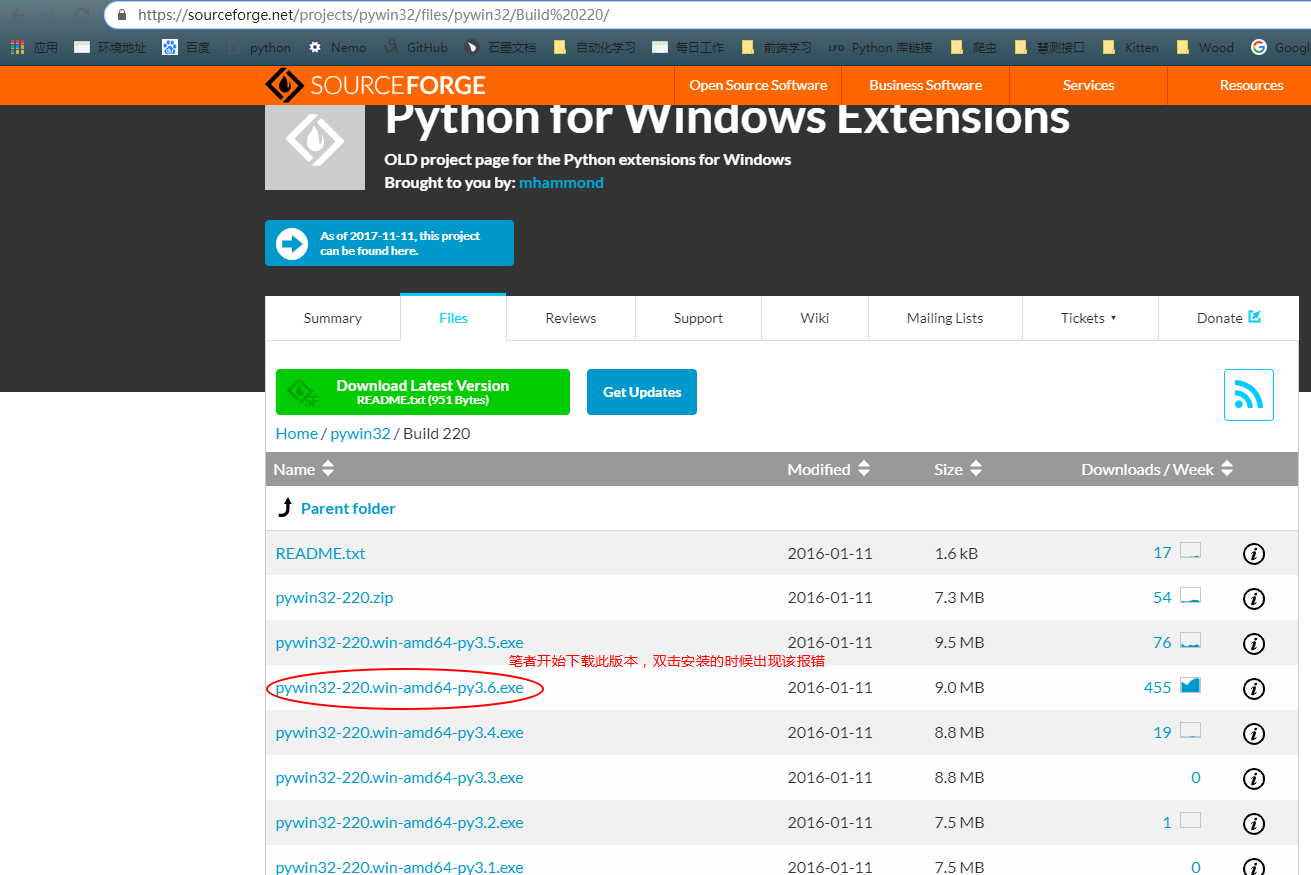 https://sourceforge.net/projects/pywin32/files/pywin32/Build%20220/
应用 环境地址 百度 python Nemo GitHub 石墨文档 自动化学习 每日工作 前端学习 LFD Python 库链接 爬虫 慧测接口 Kitten Wood Googl
SOURCEFORGE Open Source Software Business Software Services Resources
Python for Windows Extensions
OLD project page for the Python extensions for Windows
Brought to you by: mhammond
As of 2017-11-11, this project
can be found here.
Summary Files Reviews Support Wiki Mailing Lists Tickets Donate
Download Latest Version
README.txt (951 Bytes)
Get Updates
Home / pywin32 / Build 220
Name Modified Size Downloads / Week
Parent folder
README.txt 2016-01-11 1.6 kB 17
pywin32-220.zip 2016-01-11 7.3 MB 54
pywin32-220.win-amd64-py3.5.exe 2016-01-11 9.5 MB 76
笔者开始下载此版本，双击安装的时候出现该报错
pywin32-220.win-amd64-py3.6.exe 2016-01-11 9.0 MB 455
pywin32-220.win-amd64-py3.4.exe 2016-01-11 8.8 MB 19
pywin32-220.win-amd64-py3.3.exe 2016-01-11 8.8 MB 0
pywin32-220.win-amd64-py3.2.exe 2016-01-11 7.5 MB 1
pywin32-220.win-amd64-py3.1.exe 2016-01-11 7.5 MB 0